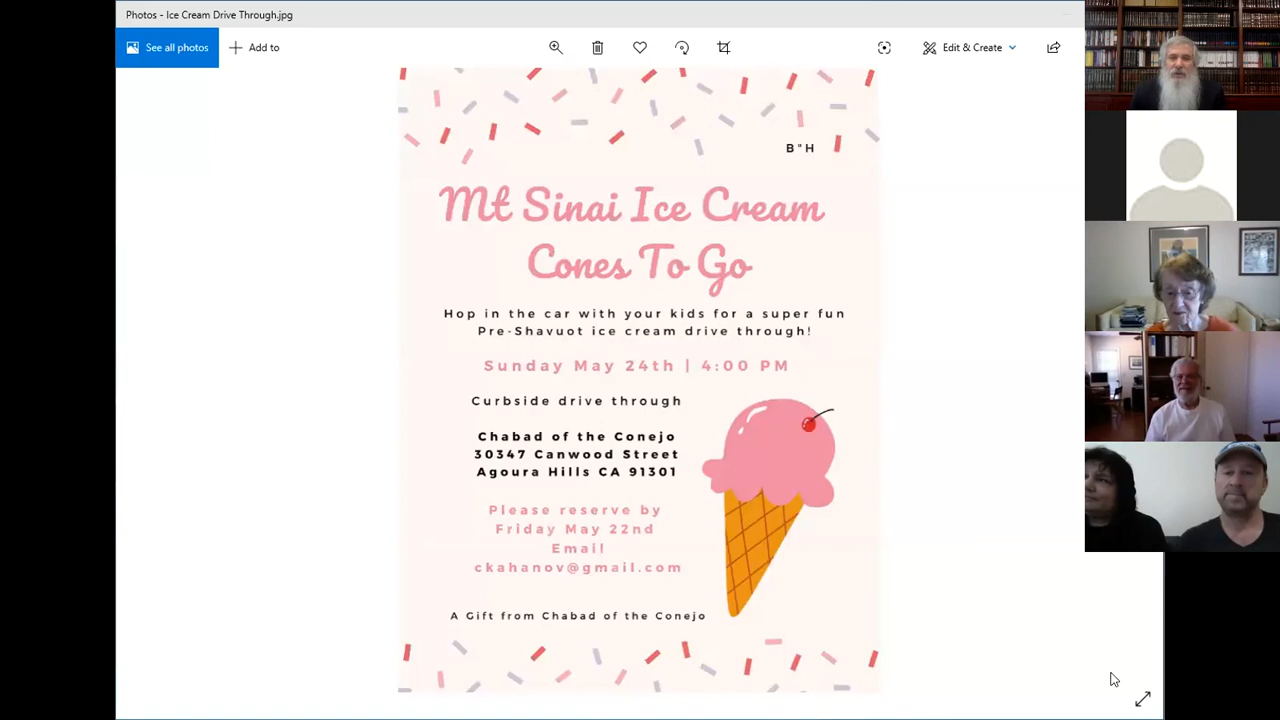 Photos - Ice Cream Drive Through.jpg
See all photos
Add to
Edit & Create
B"H
Mt Sinai Ice Cream
Cones To Go
Hop in the car with your kids for a super fun
Pre-Shavuot ice cream drive through!
Sunday May 24th | 4:00 PM
Curbside drive through
Chabad of the Conejo
30347 Canwood Street
Agoura Hills CA 91301
Please reserve by
Friday May 22nd
Email
ckahanov@gmail.com
A Gift from Chabad of the Conejo